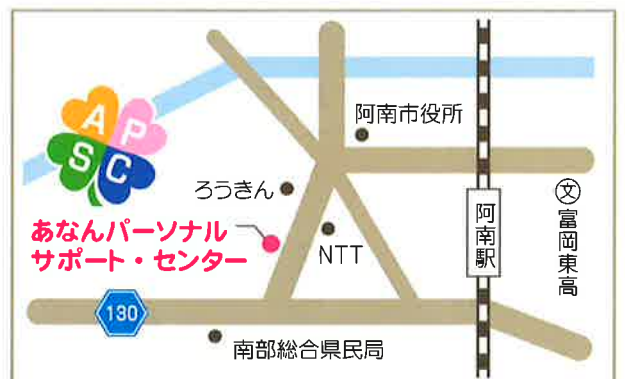 阿南市役所
A P
S C
ろうきん
あなんパーソナル
サポート・センター
NTT
阿南駅
文
富岡東高
130
南部総合県民局